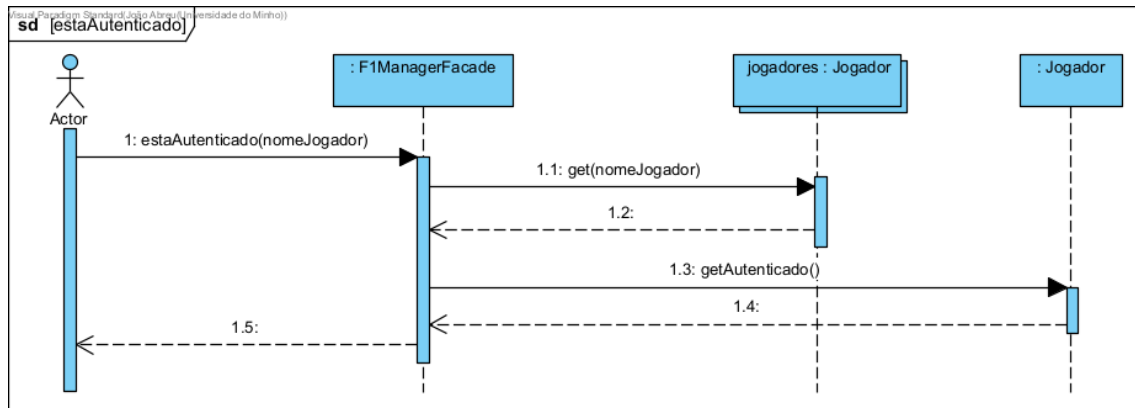 Visual Paradigm Standard(João Abreu(Universidade do Minho))
sd [estaAutenticado]
: F1ManagerFacade
jogadores : Jogador
: Jogador
Actor
1: estaAutenticado(nomeJogador)
1.1: get(nomeJogador)
1.2:
1.3: getAutenticado()
1.4:
1.5: